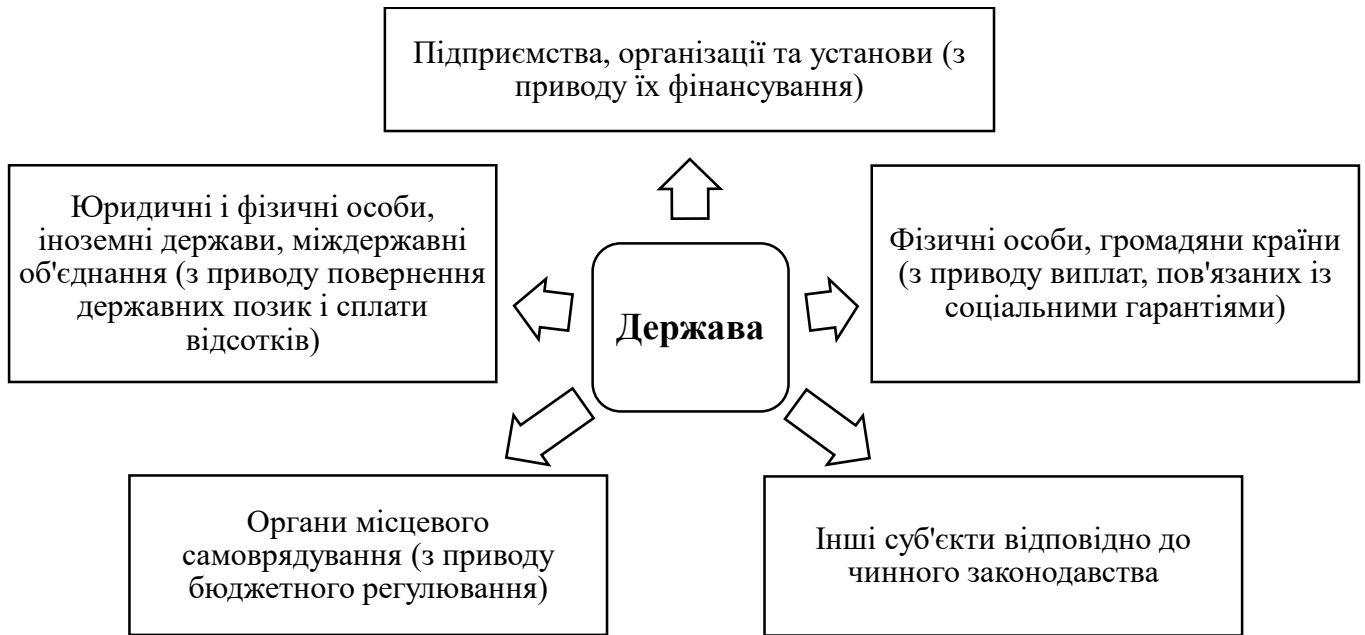 Підприємства, організації та установи (з
приводу їх фінансування)
Юридичні і фізичні особи,
іноземні держави, міждержавні
об'єднання (з приводу повернення
державних позик і сплати
відсотків)
Фізичні особи, громадяни країни
(з приводу виплат, пов'язаних із
соціальними гарантіями)
Держава
Органи місцевого
самоврядування (з приводу
бюджетного регулювання)
Інші суб'єкти відповідно до
чинного законодавства